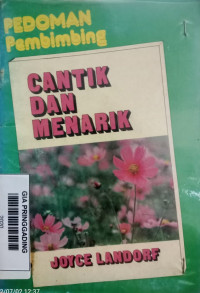 PEDOMAN
Pembimbing
CANTIK
DAN
MENARIK
JOYCE LANDORF
GIA PRINGGADING